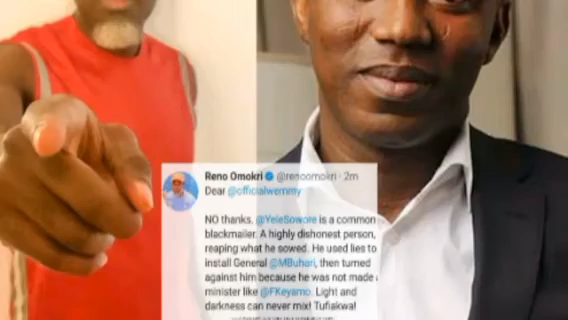 Reno Omokri @renoomokri · 2m
Dear @officialwemmy
NO thanks. @YeleSowore is a common
blackmailer. A highly dishonest person,
reaping what he sowed. He used lies to
install General @MBuhari, then turned
against him because he was not made a
minister like @FKeyamo. Light and
darkness can never mix! Tufiakwa!